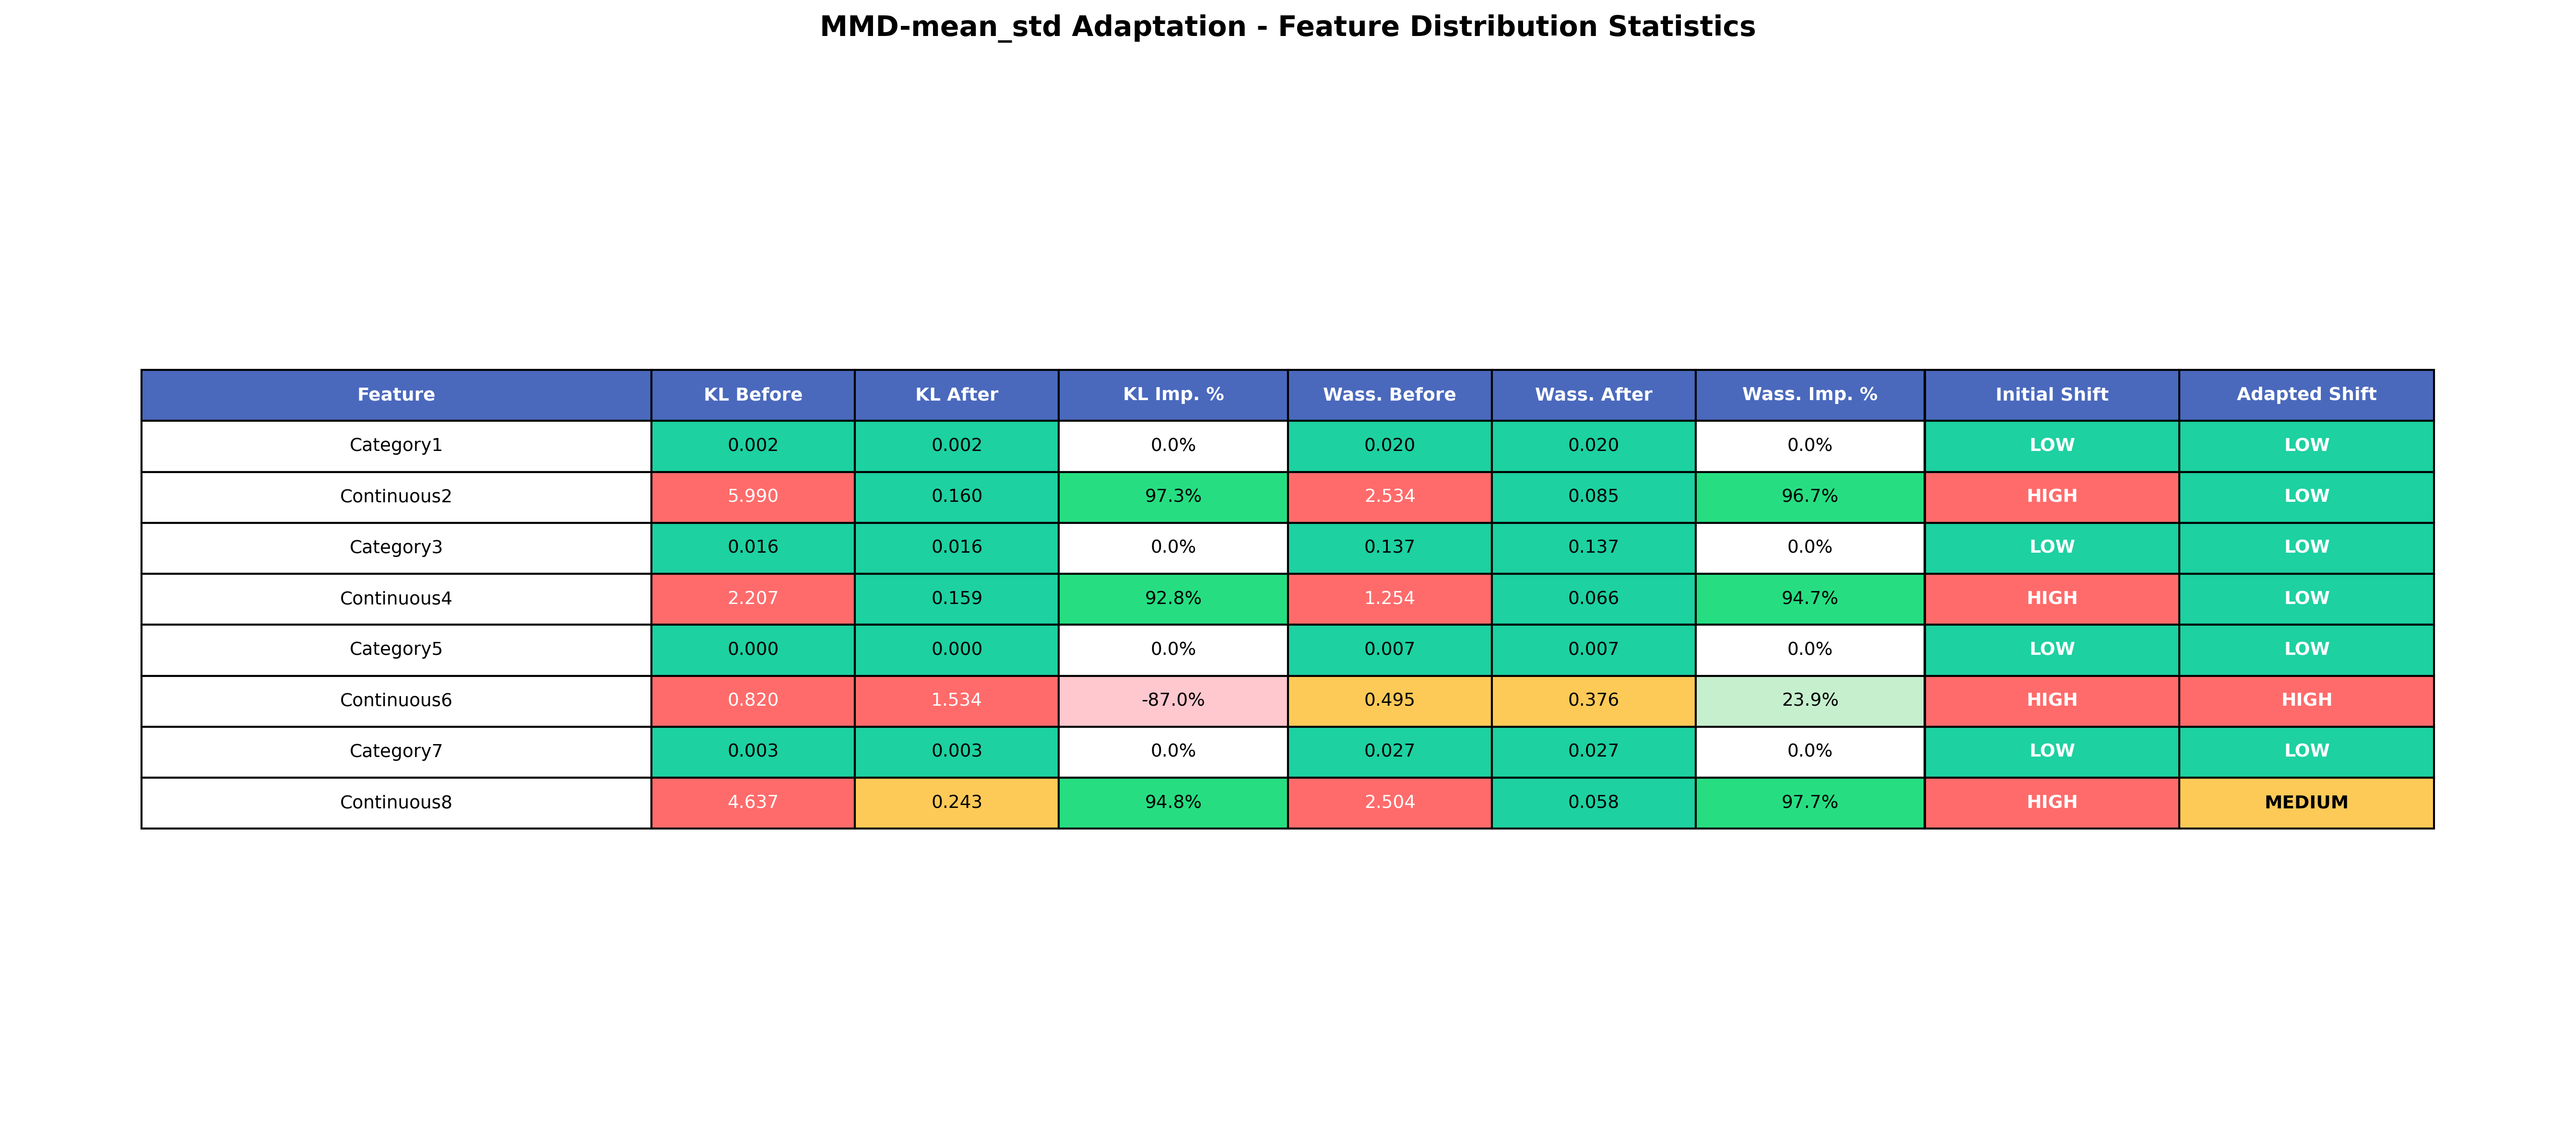 MMD-mean_std Adaptation - Feature Distribution Statistics
Feature KL Before KL After KL Imp. % Wass. Before Wass. After Wass. Imp. % Initial Shift Adapted Shift
Category1 0.002 0.002 0.0% 0.020 0.020 0.0% LOW LOW
Continuous2 5.990 0.160 97.3% 2.534 0.085 96.7% HIGH LOW
Category3 0.016 0.016 0.0% 0.137 0.137 0.0% LOW LOW
Continuous4 2.207 0.159 92.8% 1.254 0.066 94.7% HIGH LOW
Category5 0.000 0.000 0.0% 0.007 0.007 0.0% LOW LOW
Continuous6 0.820 1.534 -87.0% 0.495 0.376 23.9% HIGH HIGH
Category7 0.003 0.003 0.0% 0.027 0.027 0.0% LOW LOW
Continuous8 4.637 0.243 94.8% 2.504 0.058 97.7% HIGH MEDIUM